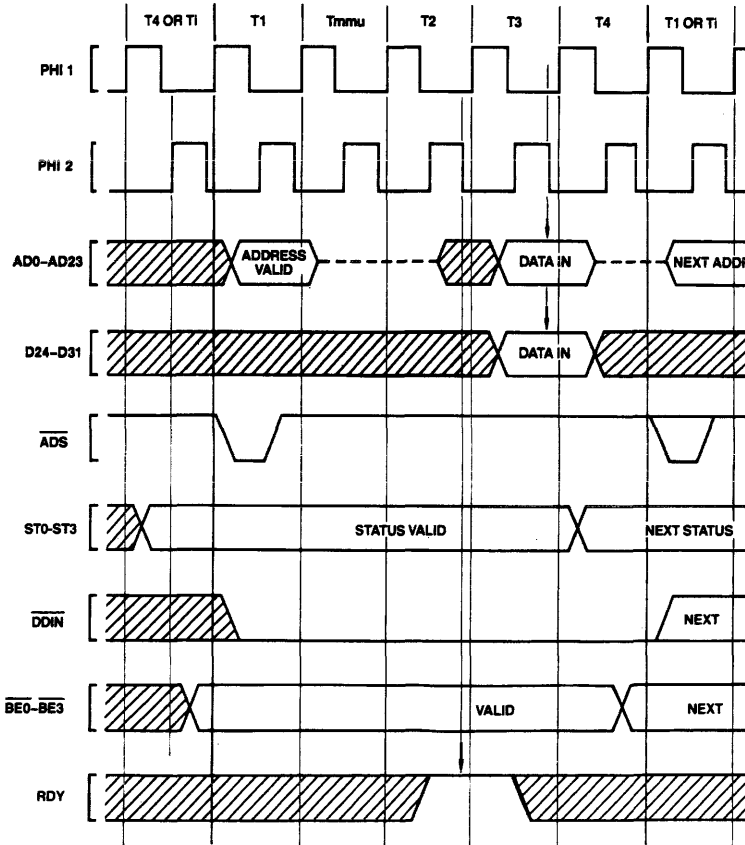 T4 OR Ti T1 Tmmu T2 T3 T4 T1 OR Ti
PHI 1
PHI 2
AD0–AD23 ADDRESS VALID DATA IN NEXT ADDR
D24–D31 DATA IN
ADS
ST0-ST3 STATUS VALID NEXT STATUS
DDIN NEXT
BE0–BE3 VALID NEXT
RDY